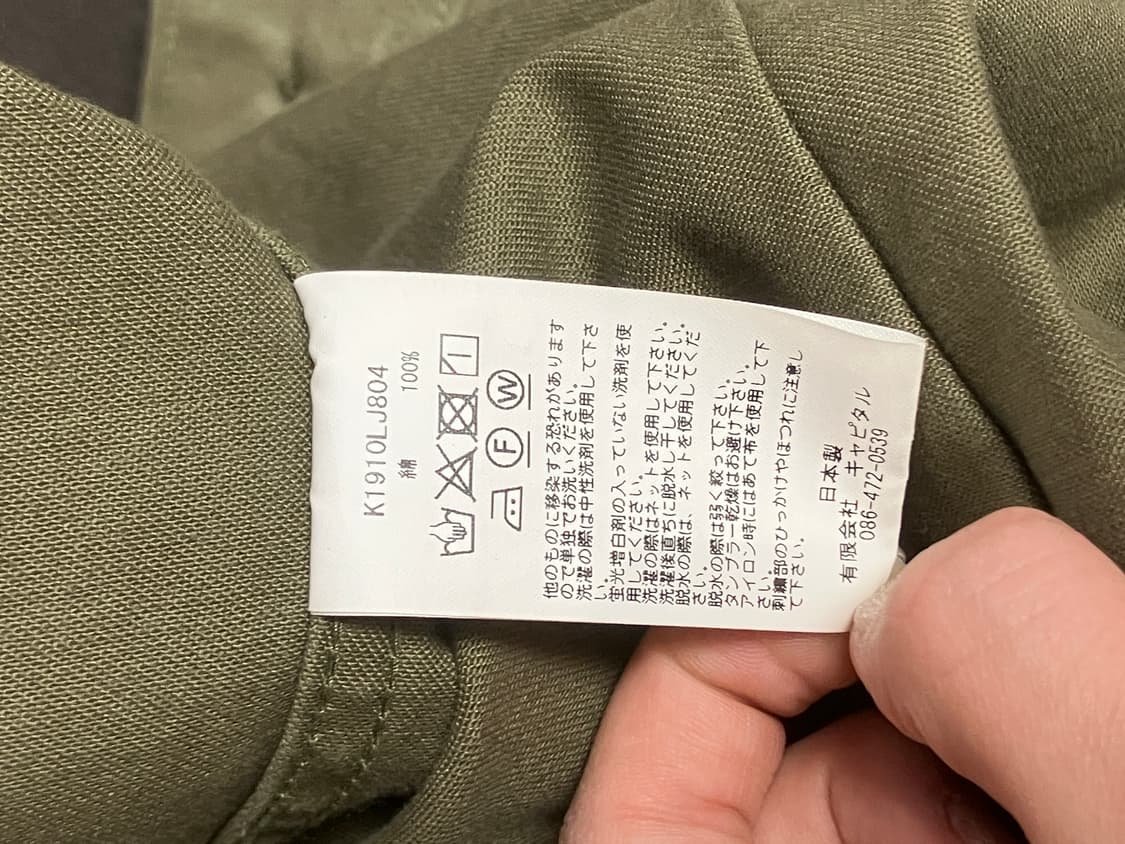 K1910LJ804
綿 100%
F W
他のものに移染する恐れがあります
ので単独でお洗いください。
洗濯の際は中性洗剤を使用して下さ
い。
蛍光増白剤の入っていない洗剤を使
用してください。
洗濯の際はネットを使用して下さい。
洗濯後直ちに脱水し干してください。
脱水の際は、ネットを使用してくだ
さい。
脱水の際は弱く絞って下さい。
タンブラー乾燥はお避け下さい。
アイロン時にはあて布を使用して下
さい。
刺繍部のひっかけやほつれに注意し
て下さい。
日本製
有限会社 キャピタル
086-472-0539